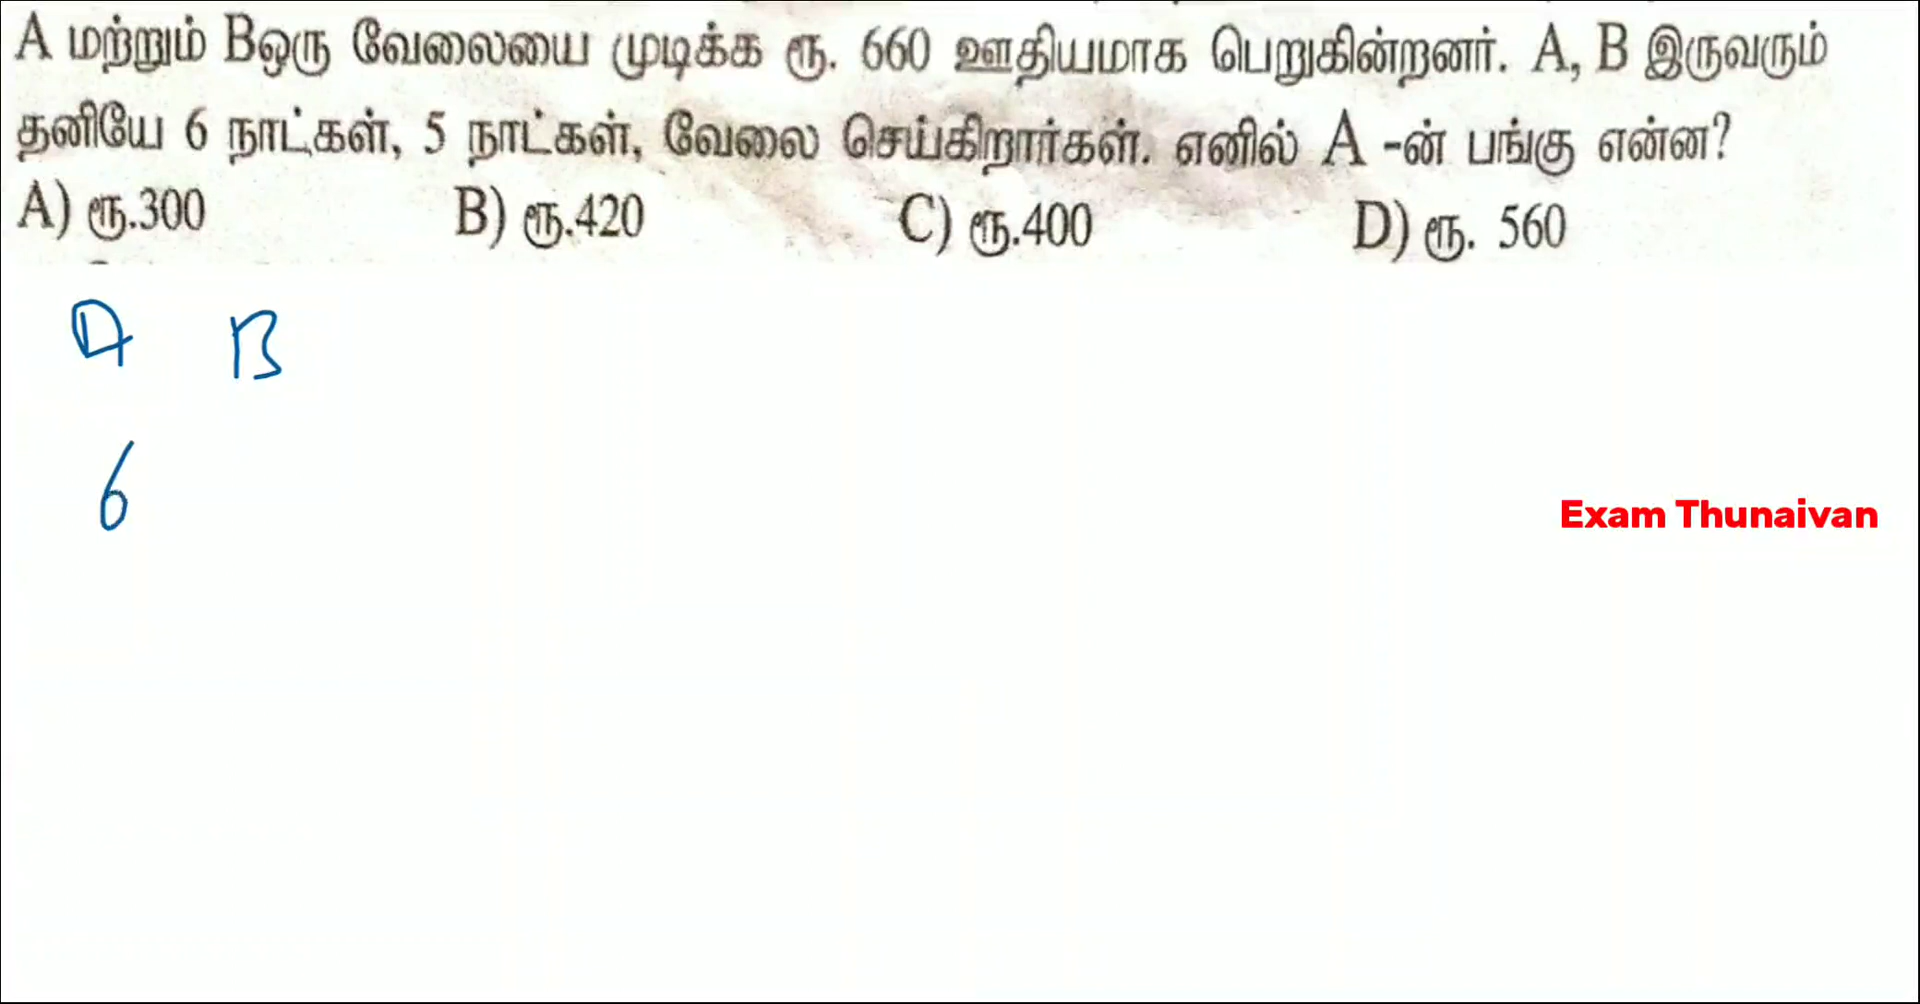 A மற்றும் Bஒரு வேலையை முடிக்க ரூ. 660 ஊதியமாக பெறுகின்றனர். A, B இருவரும்
தனியே 6 நாட்கள், 5 நாட்கள், வேலை செய்கிறார்கள். எனில் A -ன் பங்கு என்ன?
A) ரூ.300 B) ரூ.420 C) ரூ.400 D) ரூ. 560
A B
6
Exam Thunaivan